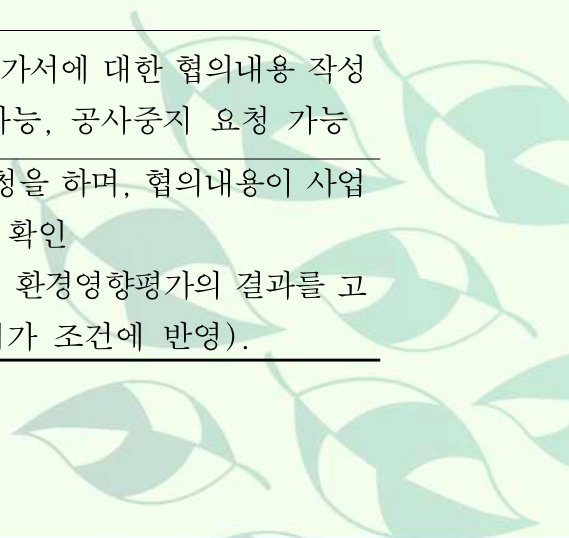 가서에 대한 협의내용 작성
가능, 공사중지 요청 가능
청을 하며, 협의내용이 사업
확인
환경영향평가의 결과를 고
가 조건에 반영).